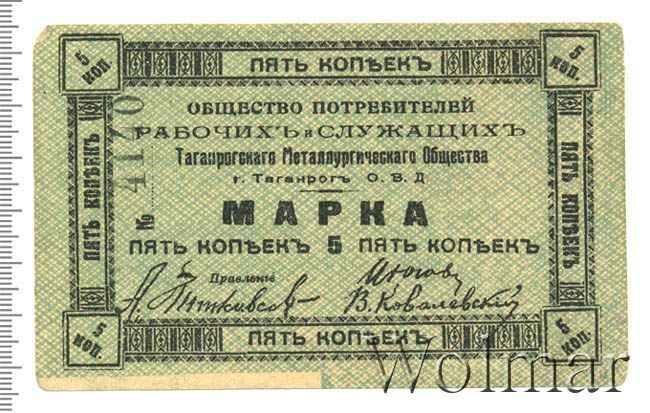 5 КОП.
ПЯТЬ КОПѢЕКЪ
5 КОП.
ОБЩЕСТВО ПОТРЕБИТЕЛЕЙ
РАБОЧИХЪ и СЛУЖАЩИХЪ
Таганрогскаго Металлургическаго Общества
г. Таганрогъ О. В. Д
МАРКА
ПЯТЬ КОПѢЕКЪ 5 ПЯТЬ КОПѢЕКЪ
№ 4140
ПЯТЬ КОПѢЕКЪ
ПЯТЬ КОПѢЕКЪ
Правленіе
В. Ковалевскій
5 КОП.
ПЯТЬ КОПѢЕКЪ
5 КОП.
Wolmar